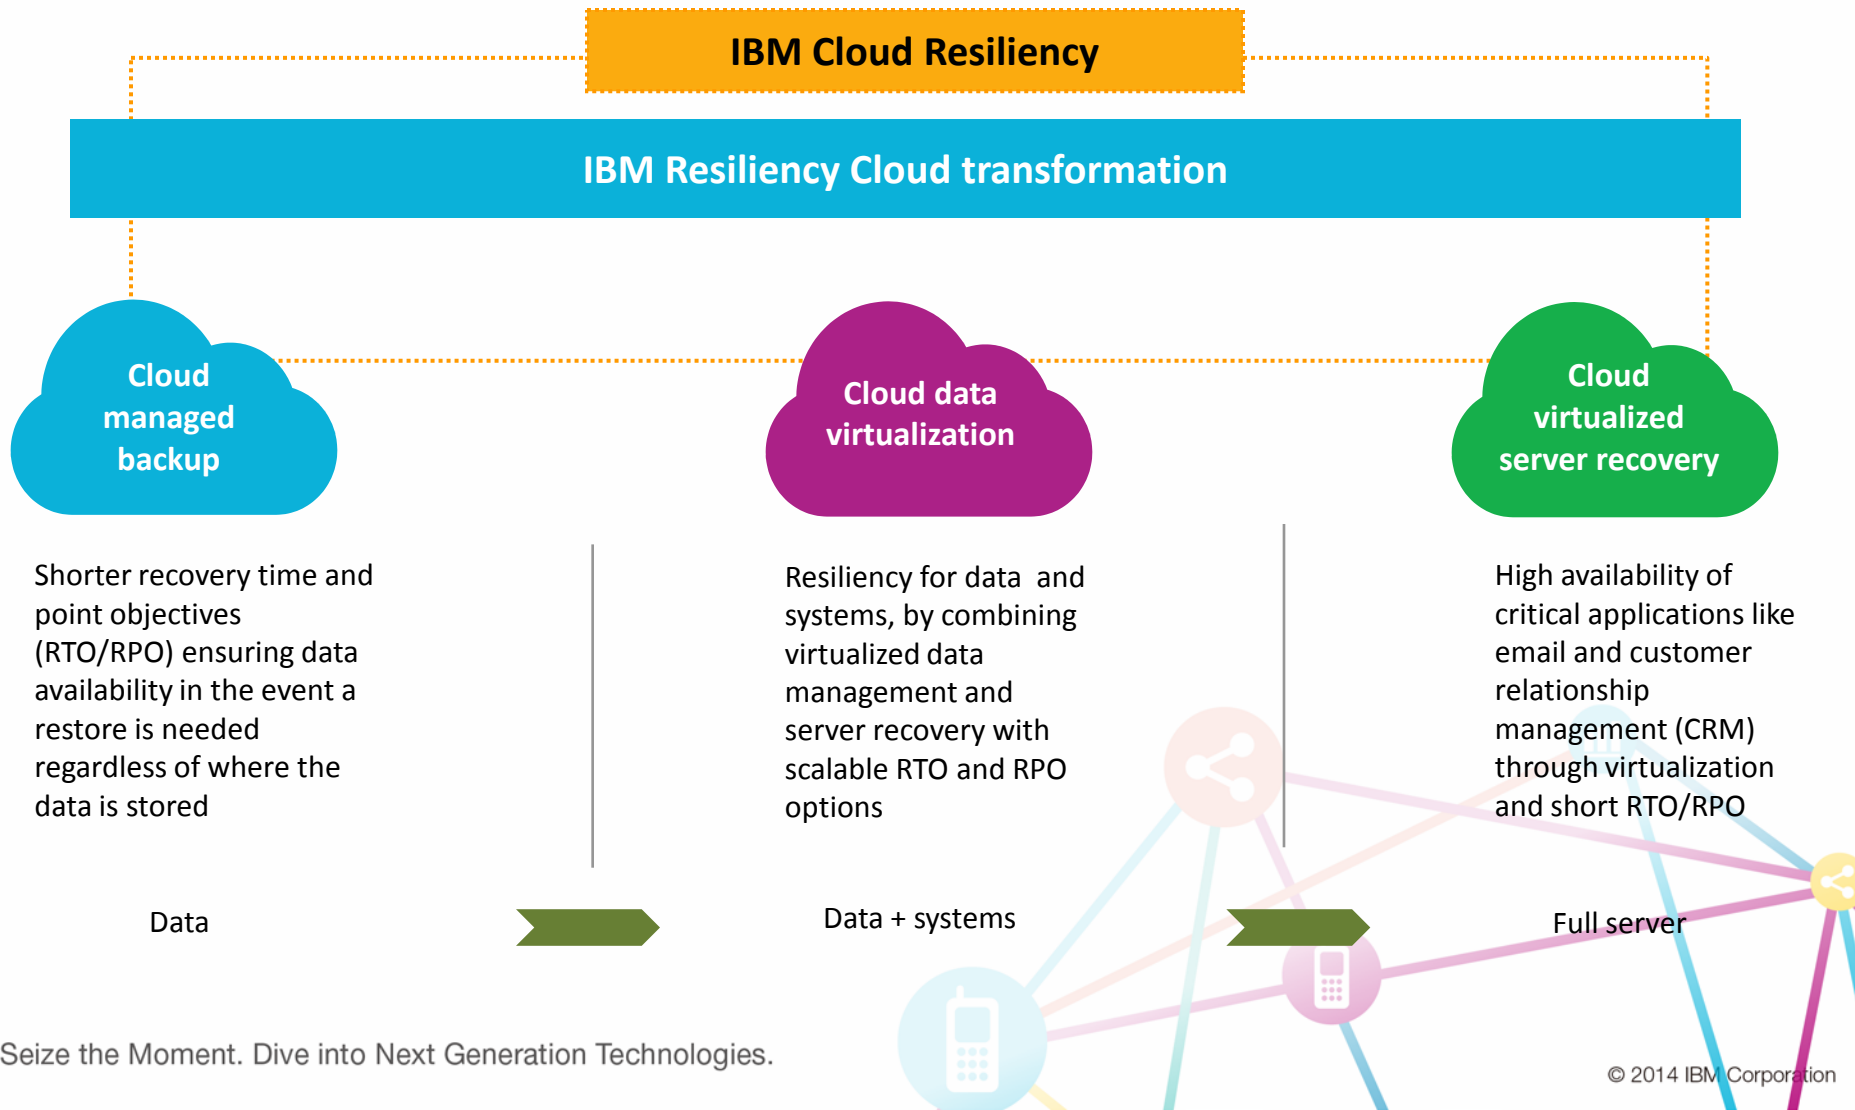 IBM Cloud Resiliency
IBM Resiliency Cloud transformation
Cloud
managed
backup
Cloud data
virtualization
Cloud
virtualized
server recovery
Shorter recovery time and
point objectives
(RTO/RPO) ensuring data
availability in the event a
restore is needed
regardless of where the
data is stored
Resiliency for data and
systems, by combining
virtualized data
management and
server recovery with
scalable RTO and RPO
options
High availability of
critical applications like
email and customer
relationship
management (CRM)
through virtualization
and short RTO/RPO
Data
Data + systems
Full server
Seize the Moment. Dive into Next Generation Technologies.
© 2014 IBM Corporation